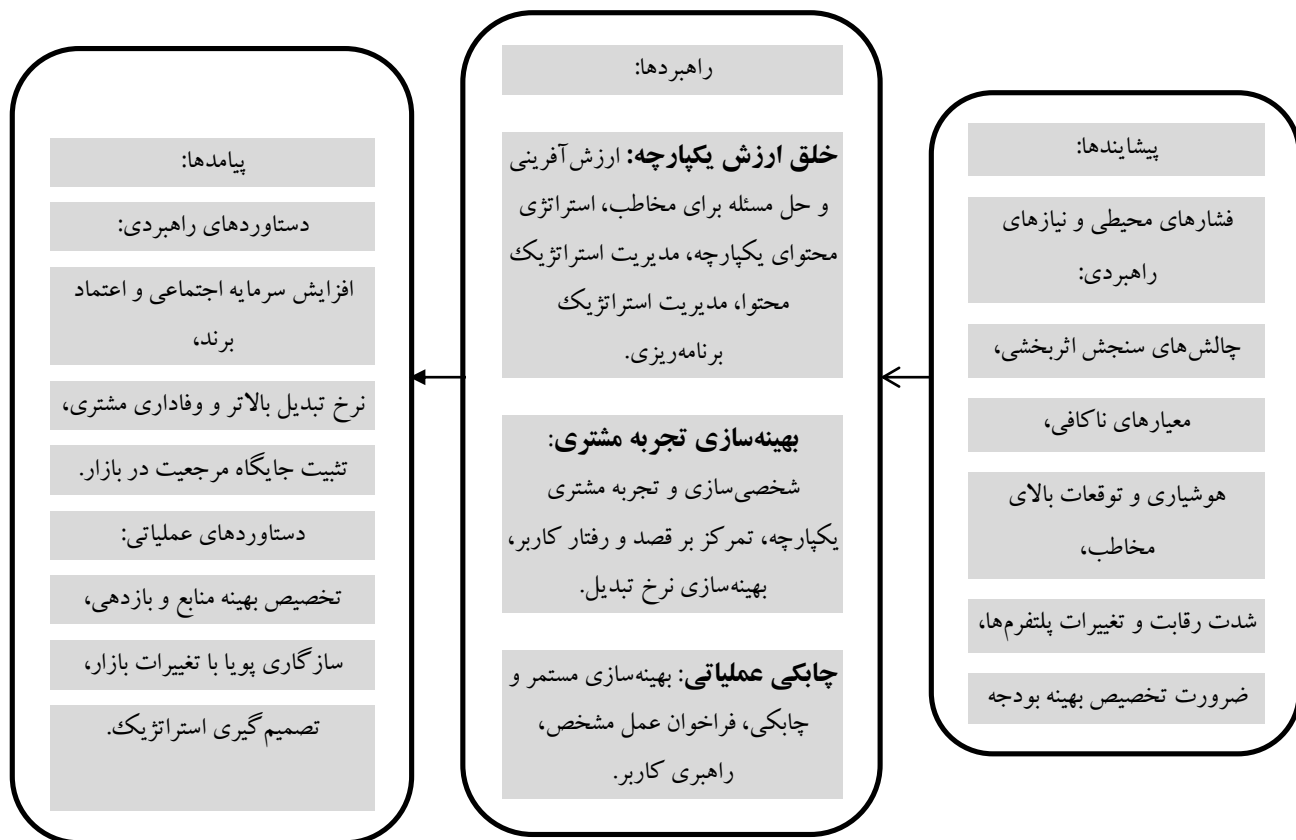 پیشایندها:
فشارهای محیطی و نیازهای
راهبردی:
چالش‌های سنجش اثربخشی،
معیارهای ناکافی،
هوشیاری و توقعات بالای
مخاطب،
شدت رقابت و تغییرات پلتفرم‌ها،
ضرورت تخصیص بهینه بودجه
راهبردها:
خلق ارزش یکپارچه: ارزش‌آفرینی
و حل مسئله برای مخاطب، استراتژی
محتوای یکپارچه، مدیریت استراتژیک
محتوا، مدیریت استراتژیک
برنامه‌ریزی.
بهینه‌سازی تجربه مشتری:
شخصی‌سازی و تجربه مشتری
یکپارچه، تمرکز بر قصد و رفتار کاربر،
بهینه‌سازی نرخ تبدیل.
چابکی عملیاتی: بهینه‌سازی مستمر و
چابکی، فراخوان عمل مشخص،
راهبری کاربر.
پیامدها:
دستاوردهای راهبردی:
افزایش سرمایه اجتماعی و اعتماد
برند،
نرخ تبدیل بالاتر و وفاداری مشتری،
تثبیت جایگاه مرجعیت در بازار.
دستاوردهای عملیاتی:
تخصیص بهینه منابع و بازدهی،
سازگاری پویا با تغییرات بازار،
تصمیم‌گیری استراتژیک.